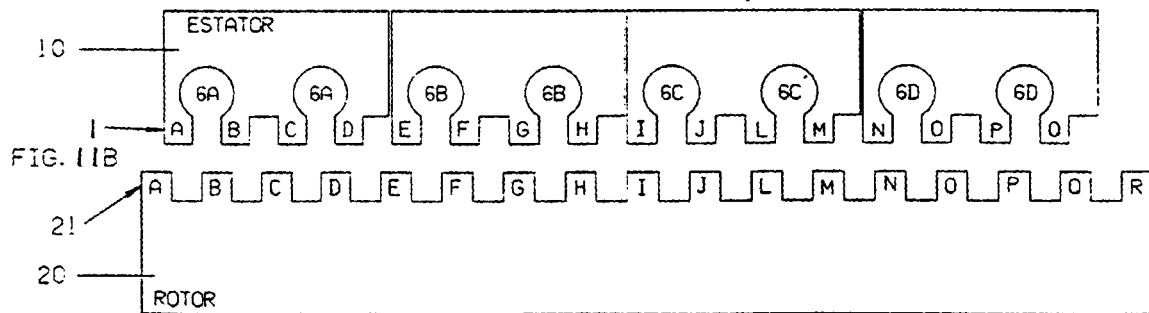 ESTATOR
10
6A 6A 6B 6B 6C 6C 6D 6D
1
A B C D E F G H I J L M N O P Q
FIG. 11B
A B C D E F G H I J L M N O P Q R
21
20
ROTOR